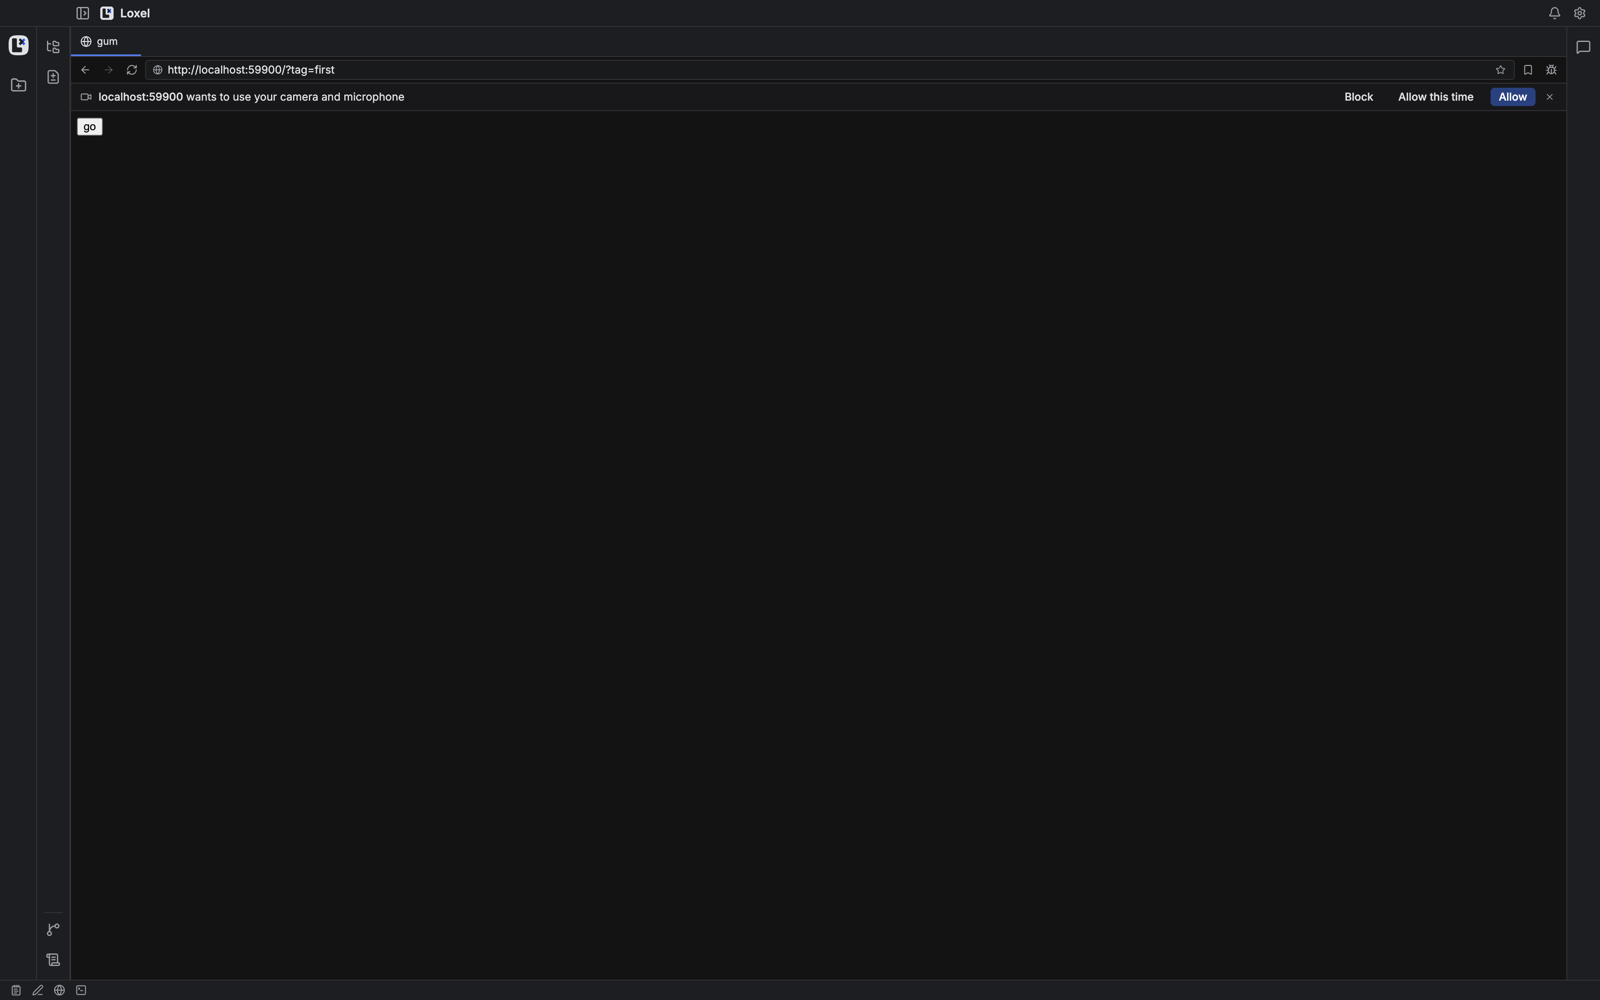 Loxel
gum
http://localhost:59900/?tag=first
localhost:59900 wants to use your camera and microphone Block Allow this time Allow
go